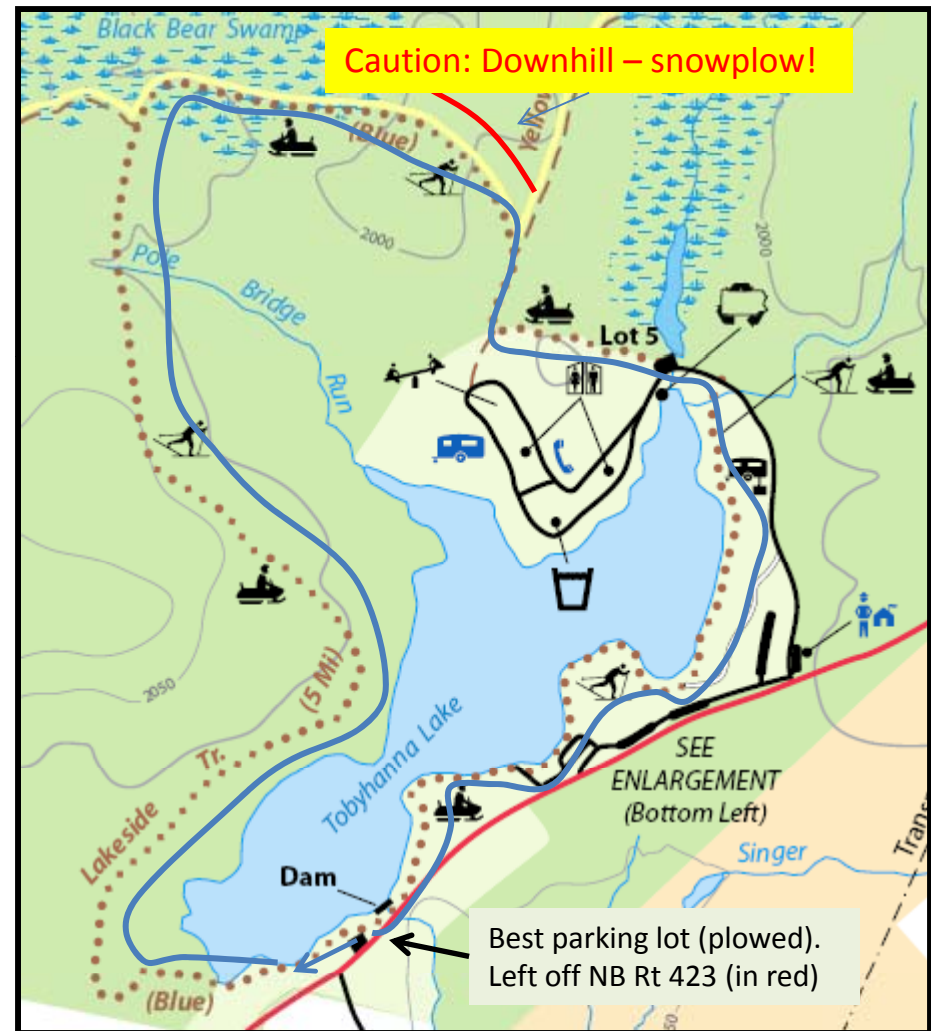 Black Bear Swamp
Caution: Downhill – snowplow!
(Blue)
Yellow
2000
2000
Pole
Bridge
Run
Lot 5
2050
(5 Mi)
Tr.
Lakeside
Tobyhanna Lake
SEE
ENLARGEMENT
(Bottom Left)
Singer
Trans
Dam
Best parking lot (plowed).
Left off NB Rt 423 (in red)
(Blue)